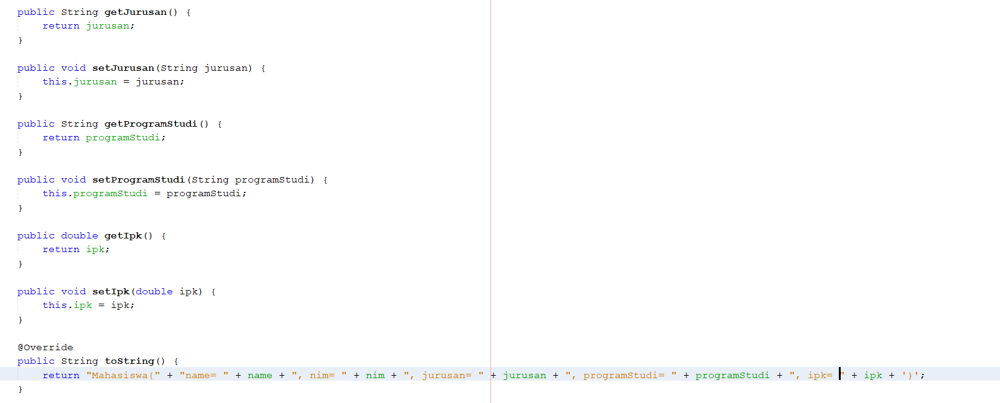 public String getJurusan() {
    return jurusan;
}

public void setJurusan(String jurusan) {
    this.jurusan = jurusan;
}

public String getProgramStudi() {
    return programStudi;
}

public void setProgramStudi(String programStudi) {
    this.programStudi = programStudi;
}

public double getIpk() {
    return ipk;
}

public void setIpk(double ipk) {
    this.ipk = ipk;
}

@Override
public String toString() {
    return "Mahasiswa{" + "name= " + name + ", nim= " + nim + ", jurusan= " + jurusan + ", programStudi= " + programStudi + ", ipk= " + ipk + '}';
}